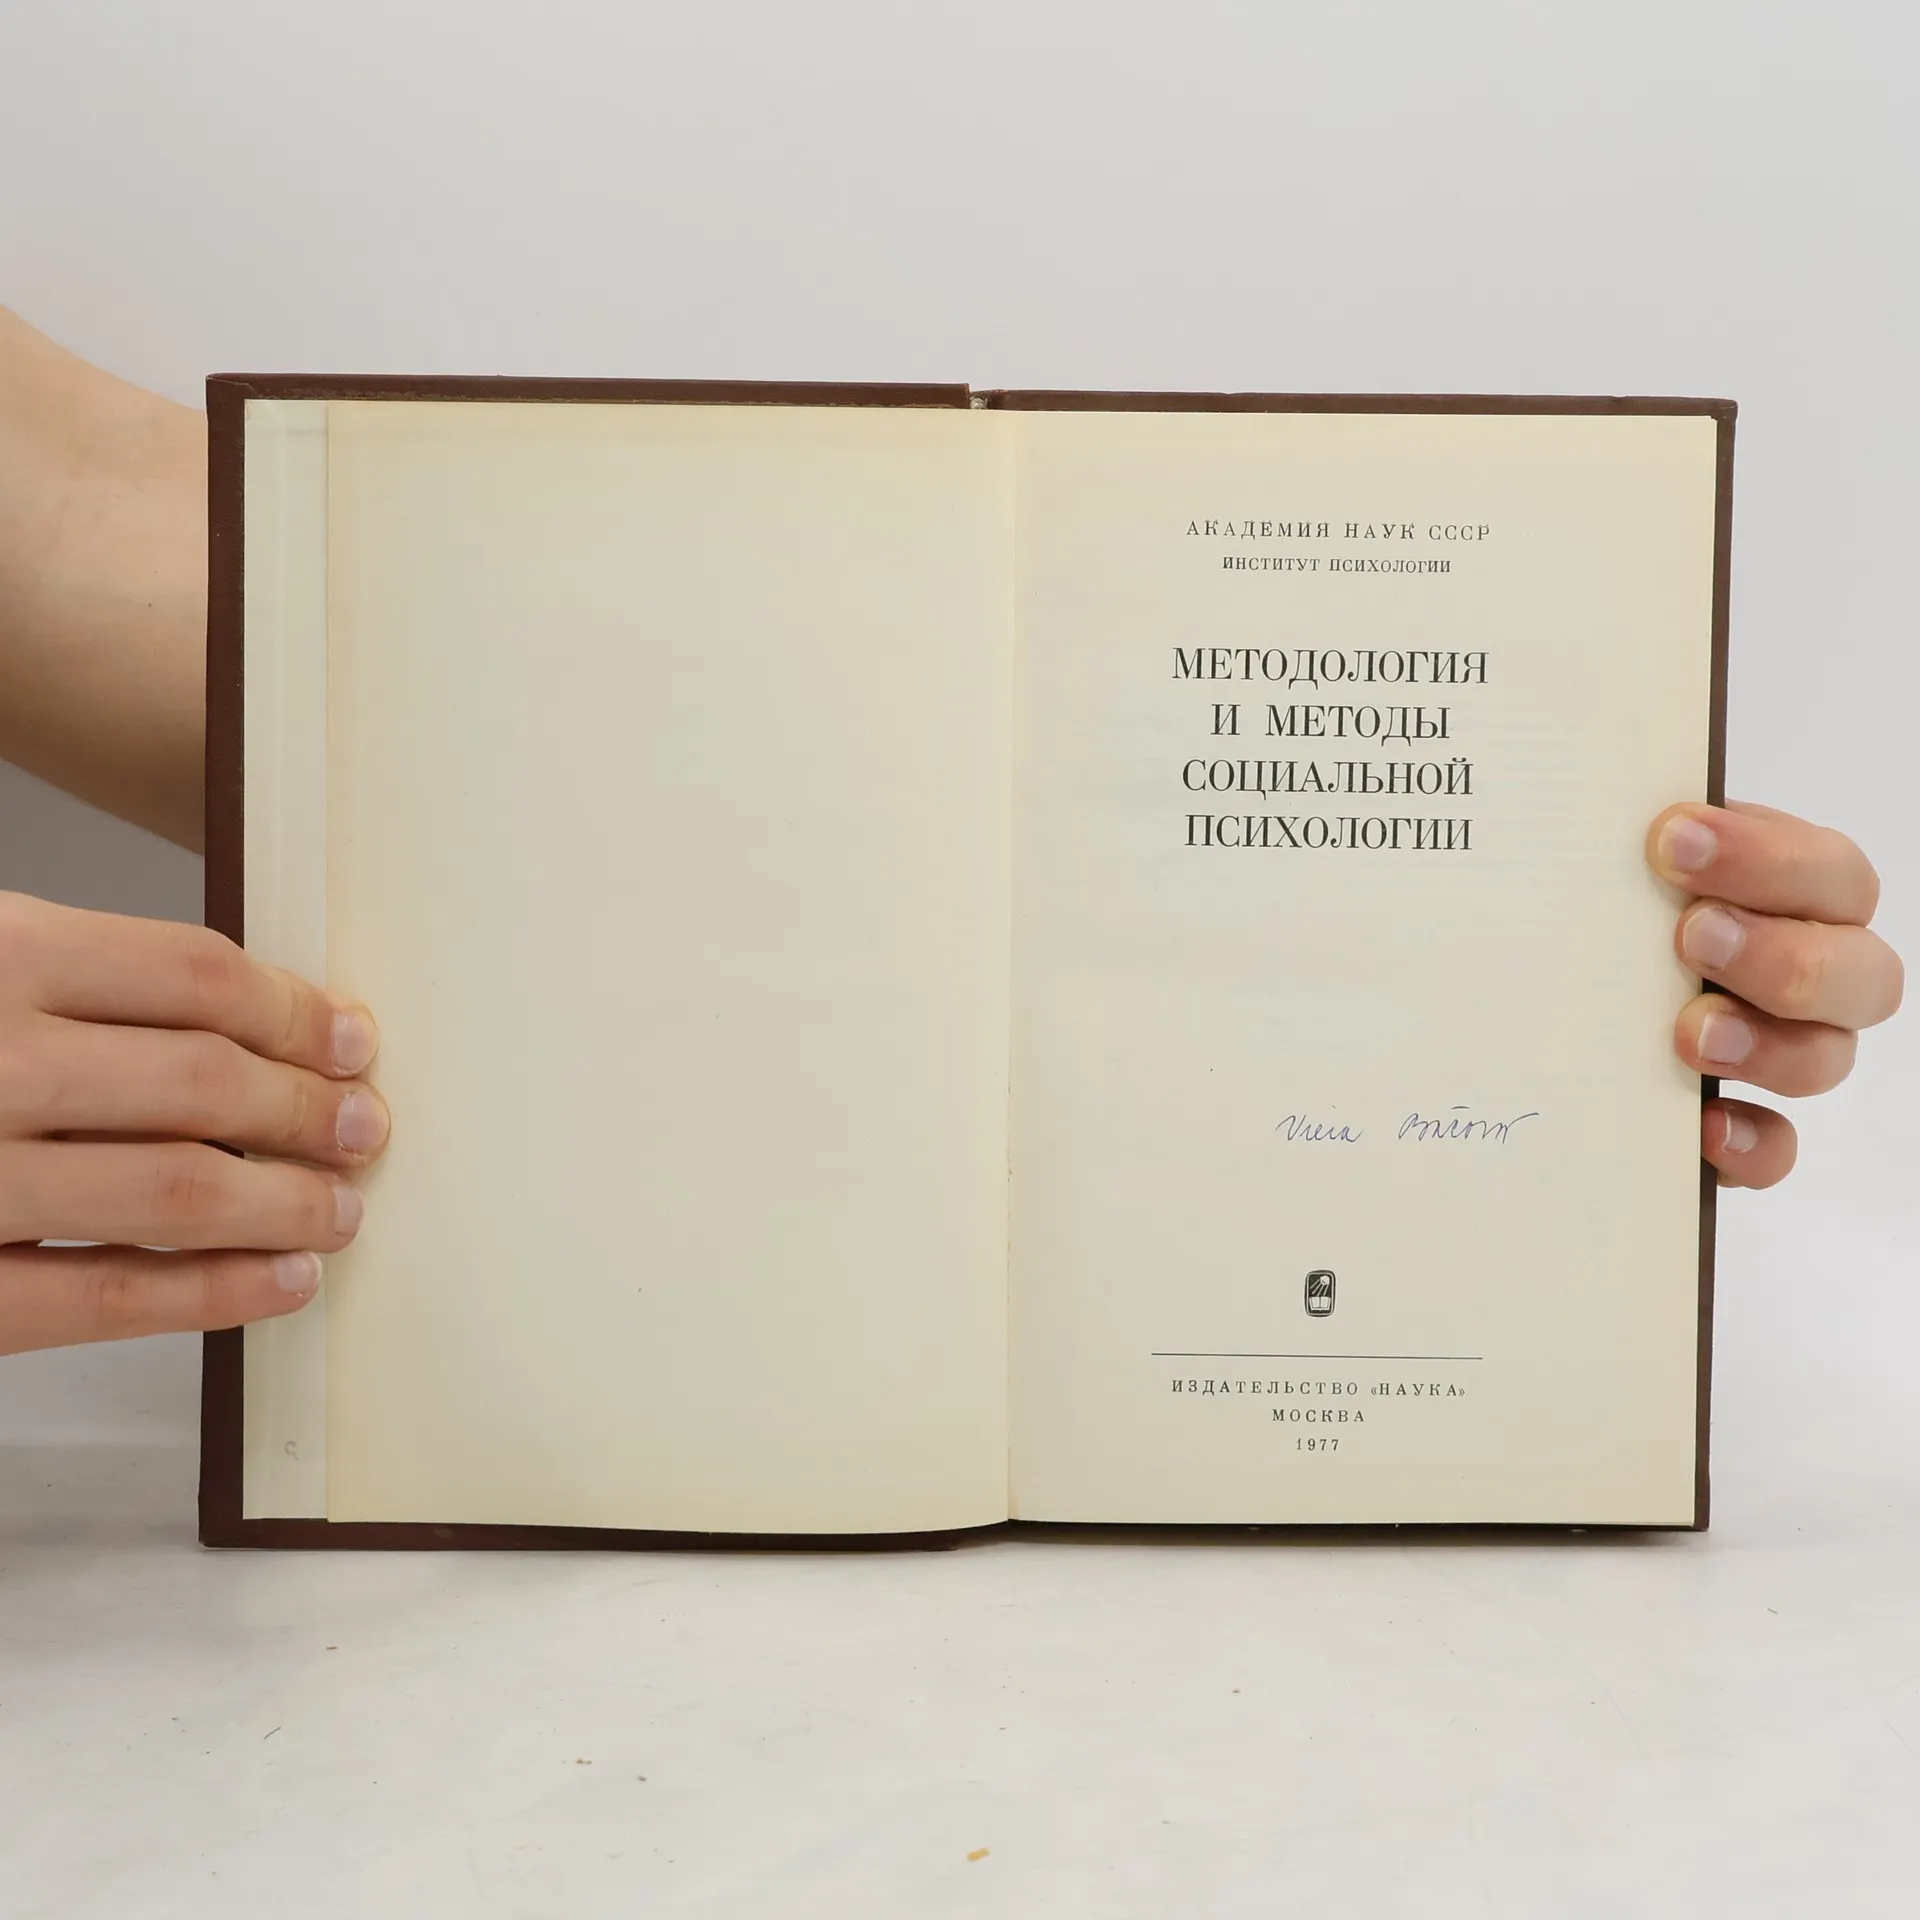 АКАДЕМИЯ НАУК СССР
ИНСТИТУТ ПСИХОЛОГИИ
МЕТОДОЛОГИЯ
И МЕТОДЫ
СОЦИАЛЬНОЙ
ПСИХОЛОГИИ
ИЗДАТЕЛЬСТВО «НАУКА»
МОСКВА
1977